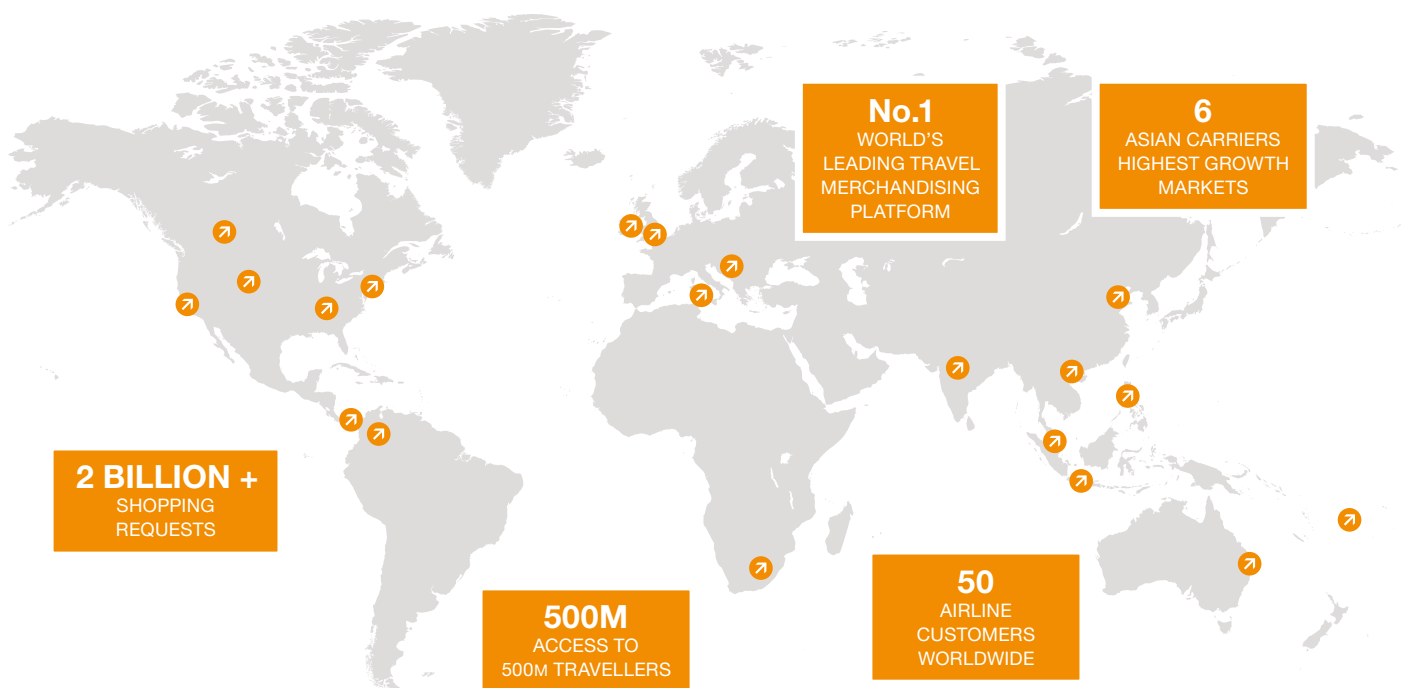 No.1
WORLD'S
LEADING TRAVEL
MERCHANDISING
PLATFORM
6
ASIAN CARRIERS
HIGHEST GROWTH
MARKETS
2 BILLION +
SHOPPING
REQUESTS
500M
ACCESS TO
500M TRAVELLERS
50
AIRLINE
CUSTOMERS
WORLDWIDE